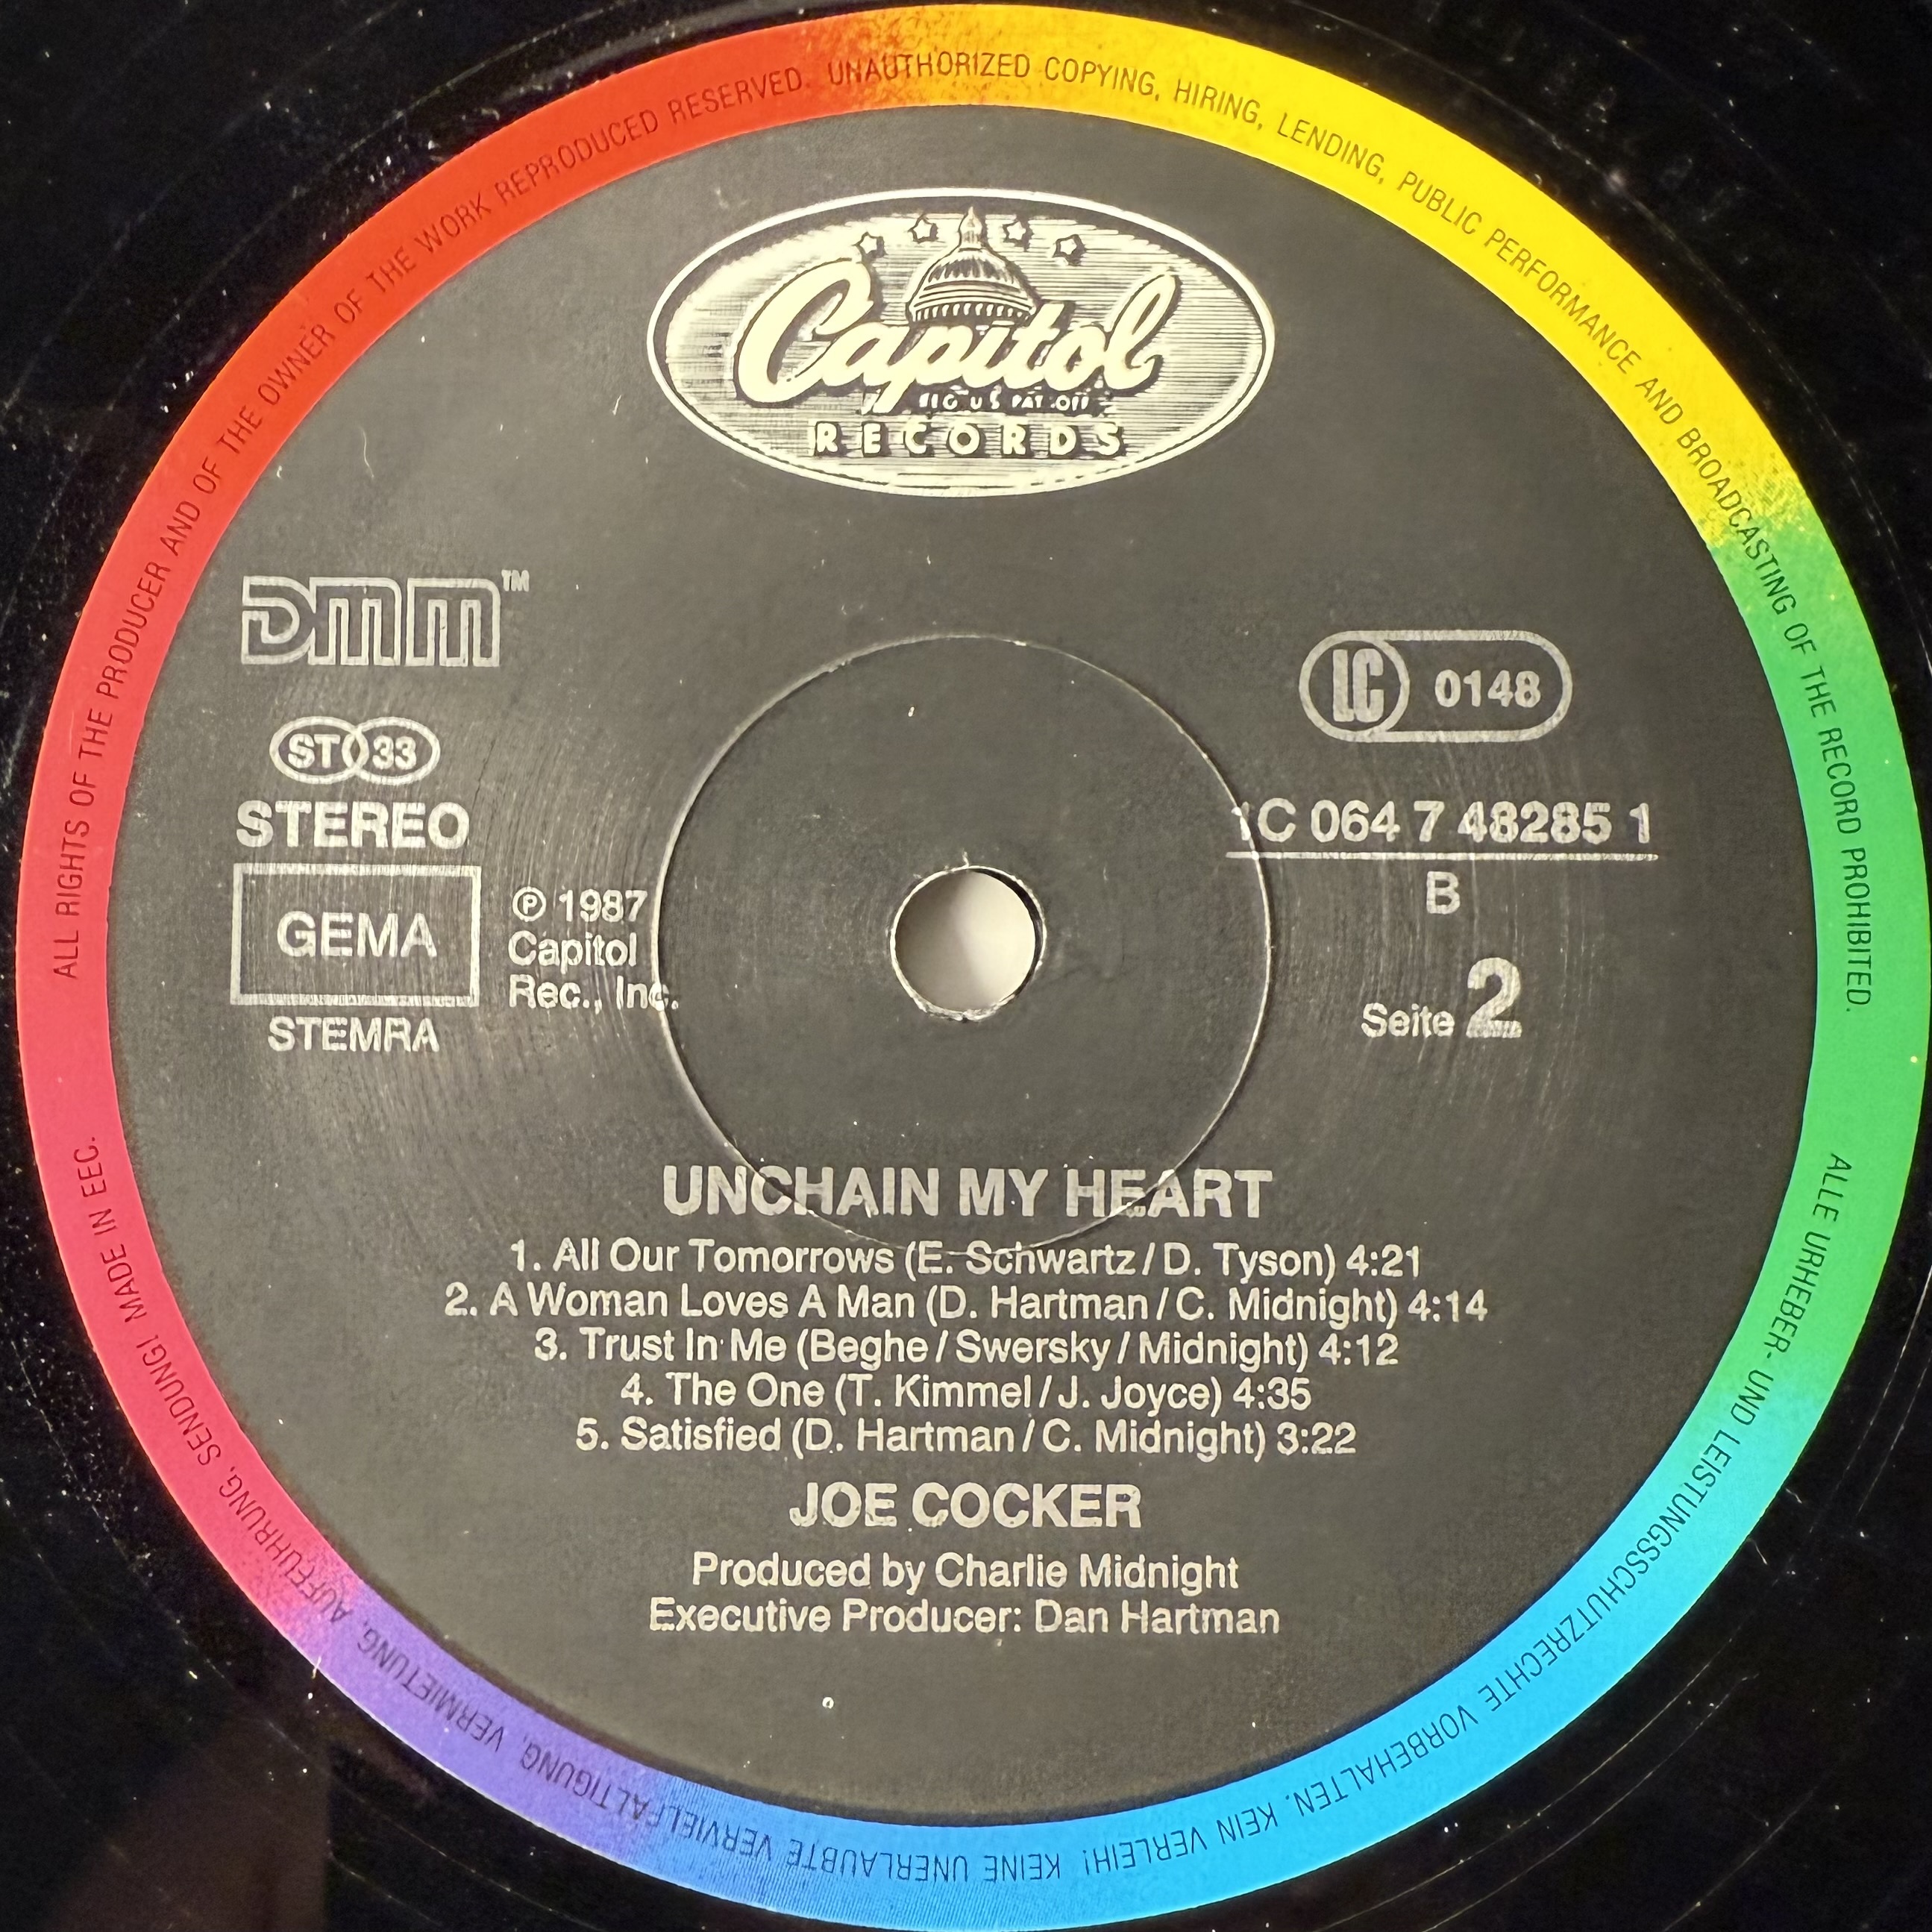 ALL RIGHTS OF THE PRODUCER AND OF THE OWNER OF THE WORK REPRODUCED RESERVED. UNAUTHORIZED COPYING, HIRING, LENDING, PUBLIC PERFORMANCE AND BROADCASTING OF THE RECORD PROHIBITED.
Capitol
REG. U.S. PAT. OFF.
RECORDS
DMM™
LC 0148
ST 33
STEREO
GEMA
STEMRA
℗ 1987
Capitol
Rec., Inc.
1C 064 7 48285 1
B
Seite 2
UNCHAIN MY HEART
1. All Our Tomorrows (E. Schwartz/D. Tyson) 4:21
2. A Woman Loves A Man (D. Hartman/C. Midnight) 4:14
3. Trust In Me (Beghe/Swersky/Midnight) 4:12
4. The One (T. Kimmel/J. Joyce) 4:35
5. Satisfied (D. Hartman/C. Midnight) 3:22
JOE COCKER
Produced by Charlie Midnight
Executive Producer: Dan Hartman
ALLE URHEBER- UND LEISTUNGSSCHUTZRECHTE VORBEHALTEN. KEIN VERLEIH! KEINE UNERLAUBTE VERVIELFÄLTIGUNG, VERMIETUNG, AUFFÜHRUNG, SENDUNG! MADE IN EEC.